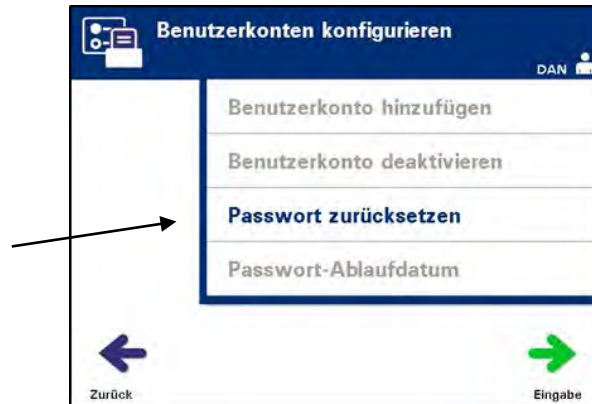 Benutzerkonten konfigurieren
DAN
Benutzerkonto hinzufügen
Benutzerkonto deaktivieren
Passwort zurücksetzen
Passwort-Ablaufdatum
Zurück
Eingabe